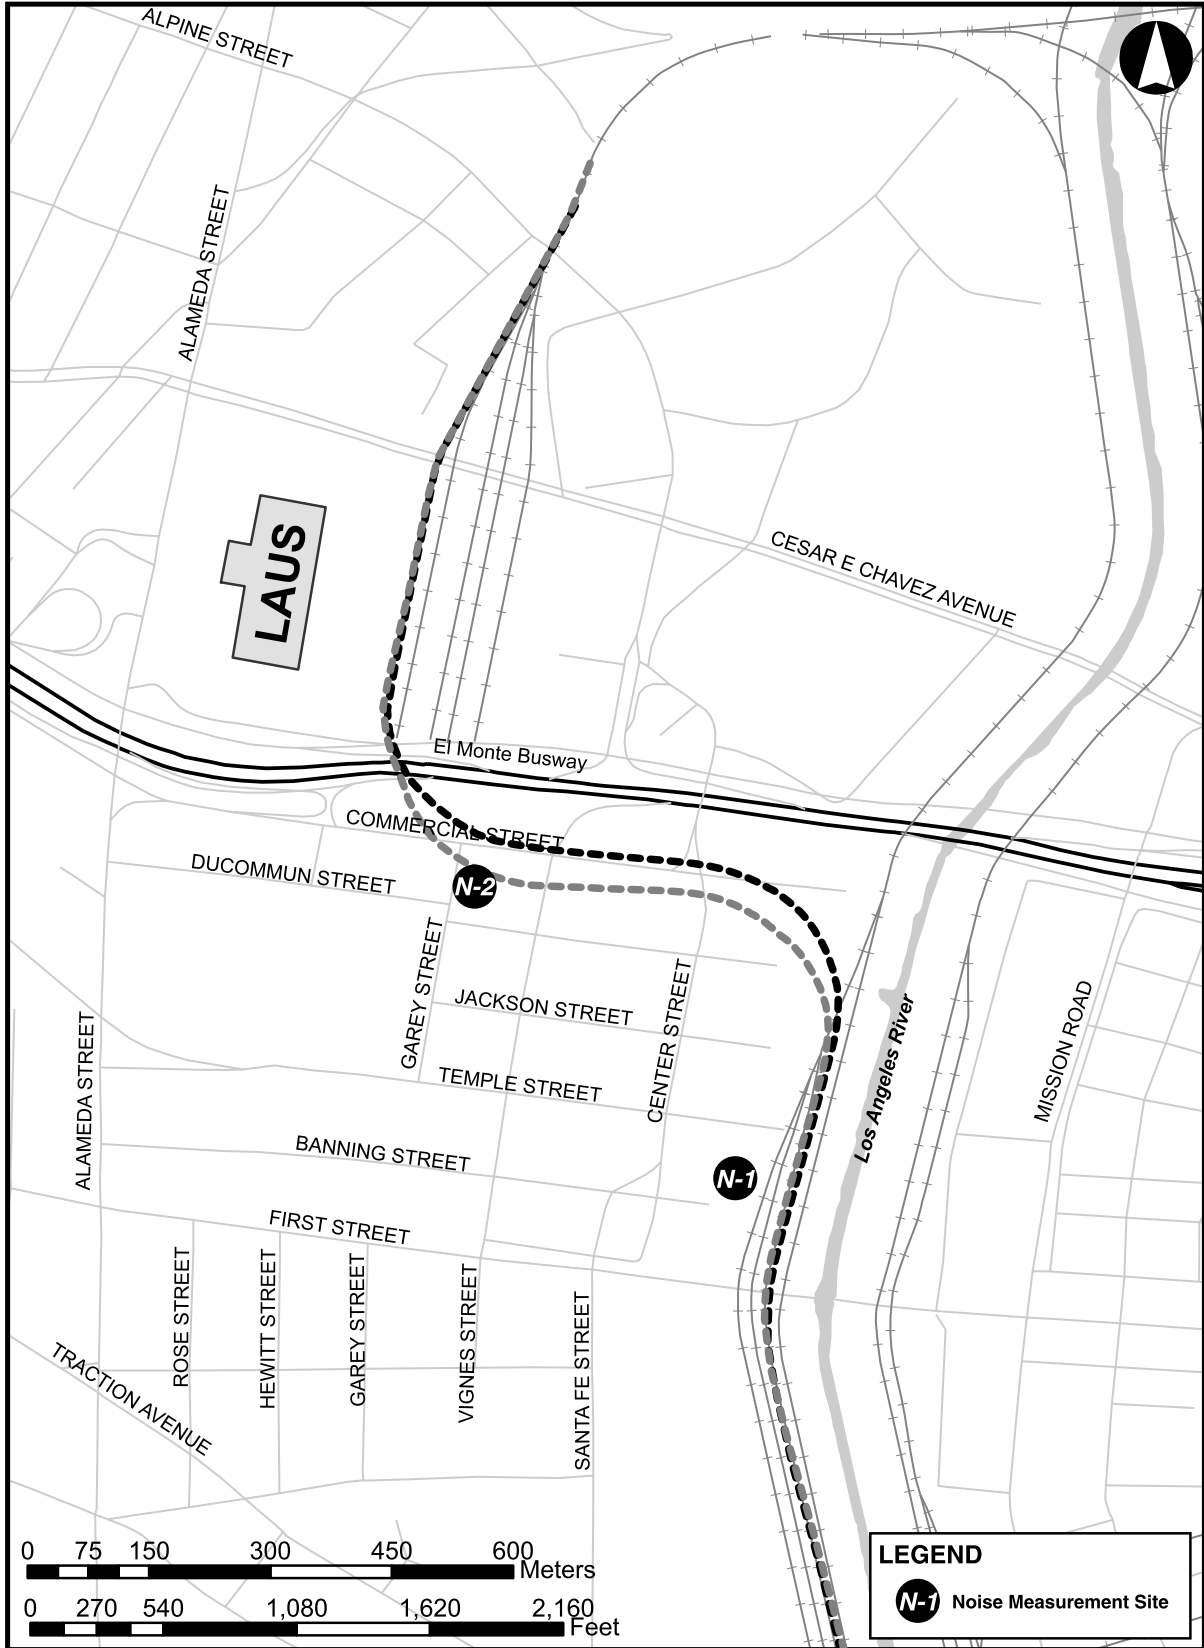 ALPINE STREET
ALAMEDA STREET
LAUS
CESAR E CHAVEZ AVENUE
El Monte Busway
COMMERCIAL STREET
DUCOMMUN STREET
N-2
GAREY STREET
JACKSON STREET
CENTER STREET
TEMPLE STREET
Los Angeles River
MISSION ROAD
ALAMEDA STREET
BANNING STREET
N-1
FIRST STREET
ROSE STREET
HEWITT STREET
GAREY STREET
VIGNES STREET
SANTA FE STREET
TRACTION AVENUE
0 75 150 300 450 600
Meters
0 270 540 1,080 1,620 2,160
Feet
LEGEND
N-1 Noise Measurement Site